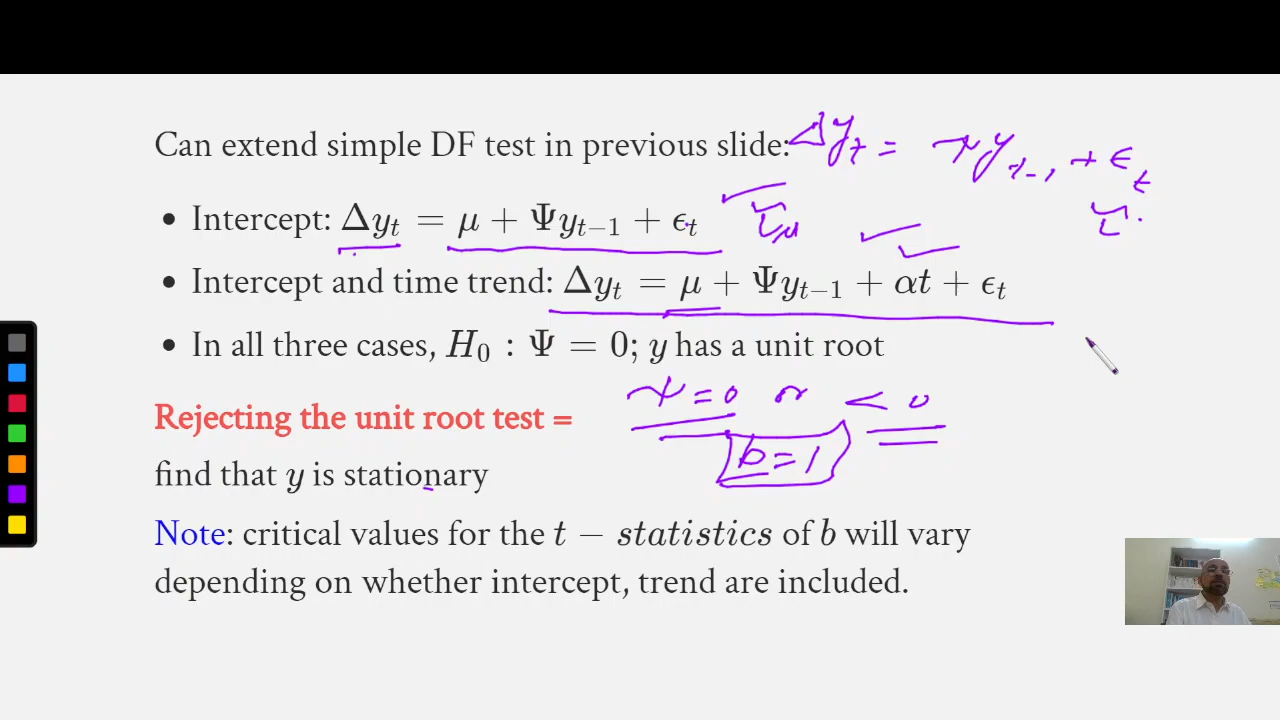 Can extend simple DF test in previous slide: Δy_t = ψy_{t-1} + ϵ_t
• Intercept: Δy_t = μ + Ψy_{t−1} + ϵ_t τ_μ τ
• Intercept and time trend: Δy_t = μ + Ψy_{t−1} + αt + ϵ_t
• In all three cases, H_0 : Ψ = 0; y has a unit root
ψ = 0 or < 0
Rejecting the unit root test =
b = 1
find that y is stationary
Note: critical values for the t − statistics of b will vary
depending on whether intercept, trend are included.